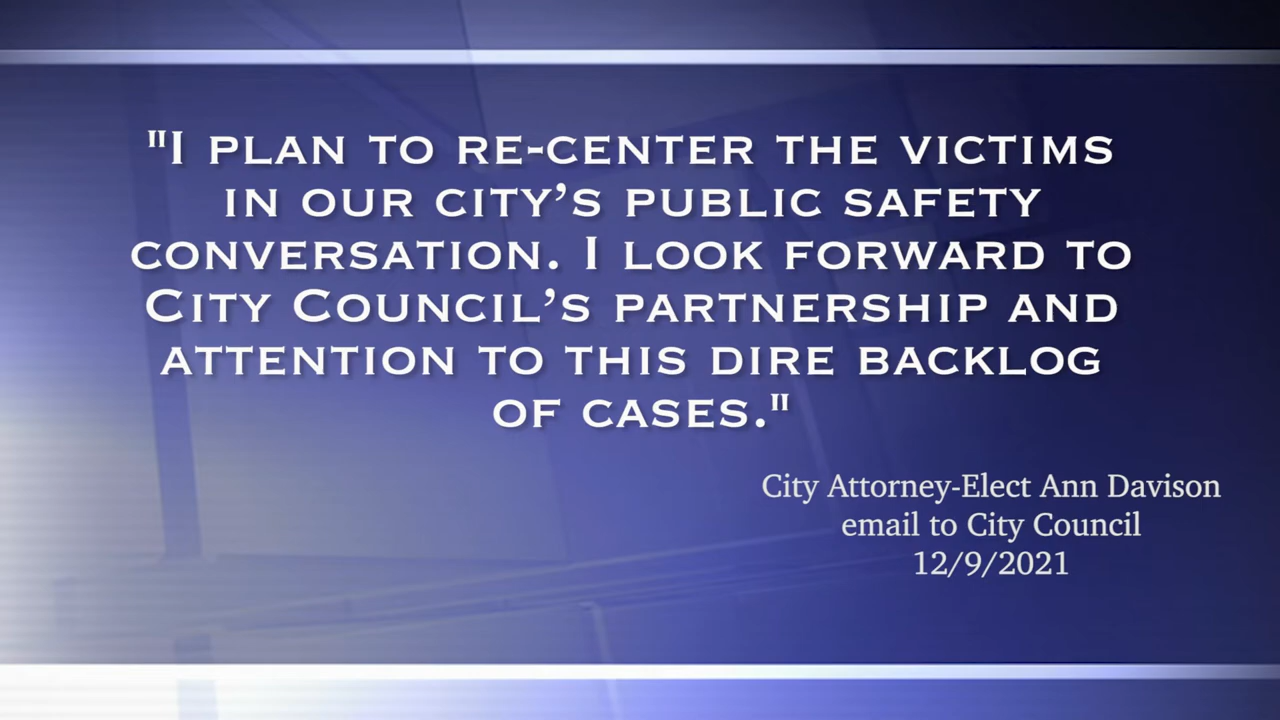 "I PLAN TO RE-CENTER THE VICTIMS
IN OUR CITY’S PUBLIC SAFETY
CONVERSATION. I LOOK FORWARD TO
CITY COUNCIL’S PARTNERSHIP AND
ATTENTION TO THIS DIRE BACKLOG
OF CASES."
City Attorney-Elect Ann Davison
email to City Council
12/9/2021